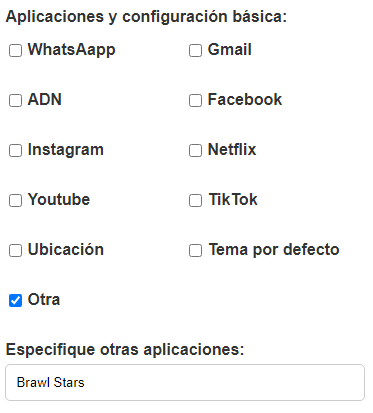 Aplicaciones y configuración básica:
WhatsAapp Gmail
ADN Facebook
Instagram Netflix
Youtube TikTok
Ubicación Tema por defecto
Otra
Especifique otras aplicaciones:
Brawl Stars